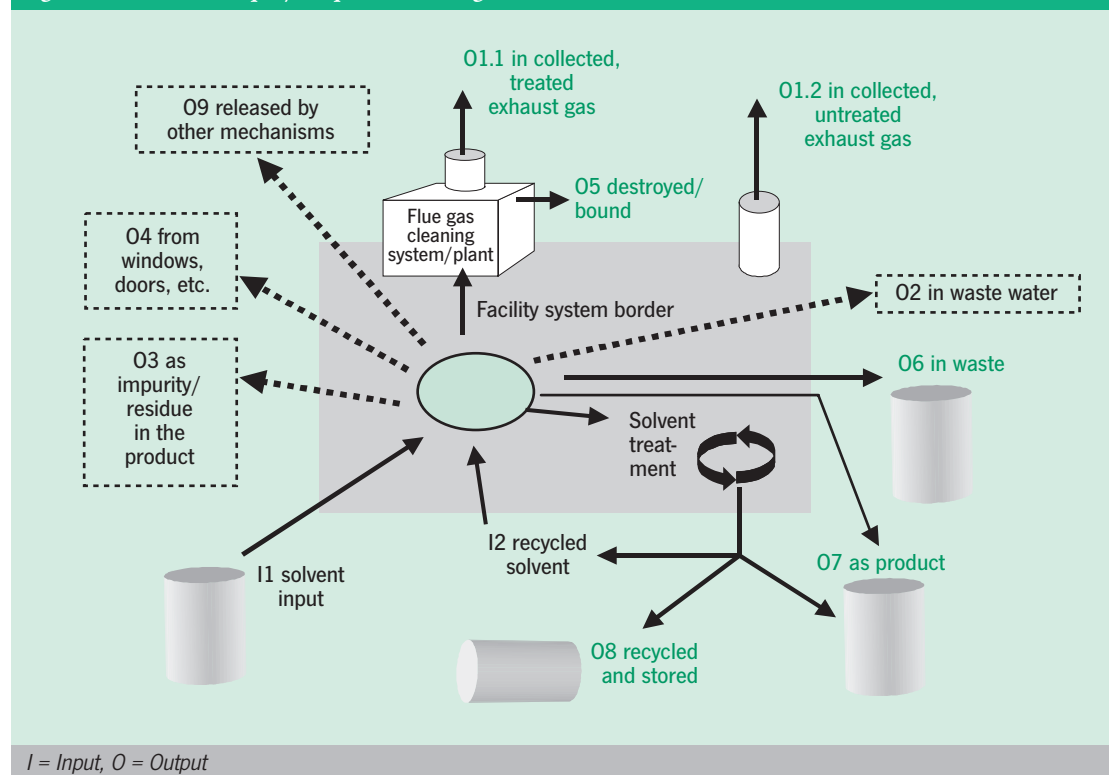 O1.1 in collected,
treated
exhaust gas
O1.2 in collected,
untreated
exhaust gas
O9 released by
other mechanisms
O5 destroyed/
bound
Flue gas
cleaning
system/plant
O4 from
windows,
doors, etc.
O2 in waste water
Facility system border
O3 as
impurity/
residue
in the
product
O6 in waste
Solvent
treat-
ment
I2 recycled
solvent
O7 as product
I1 solvent
input
O8 recycled
and stored
I = Input, O = Output